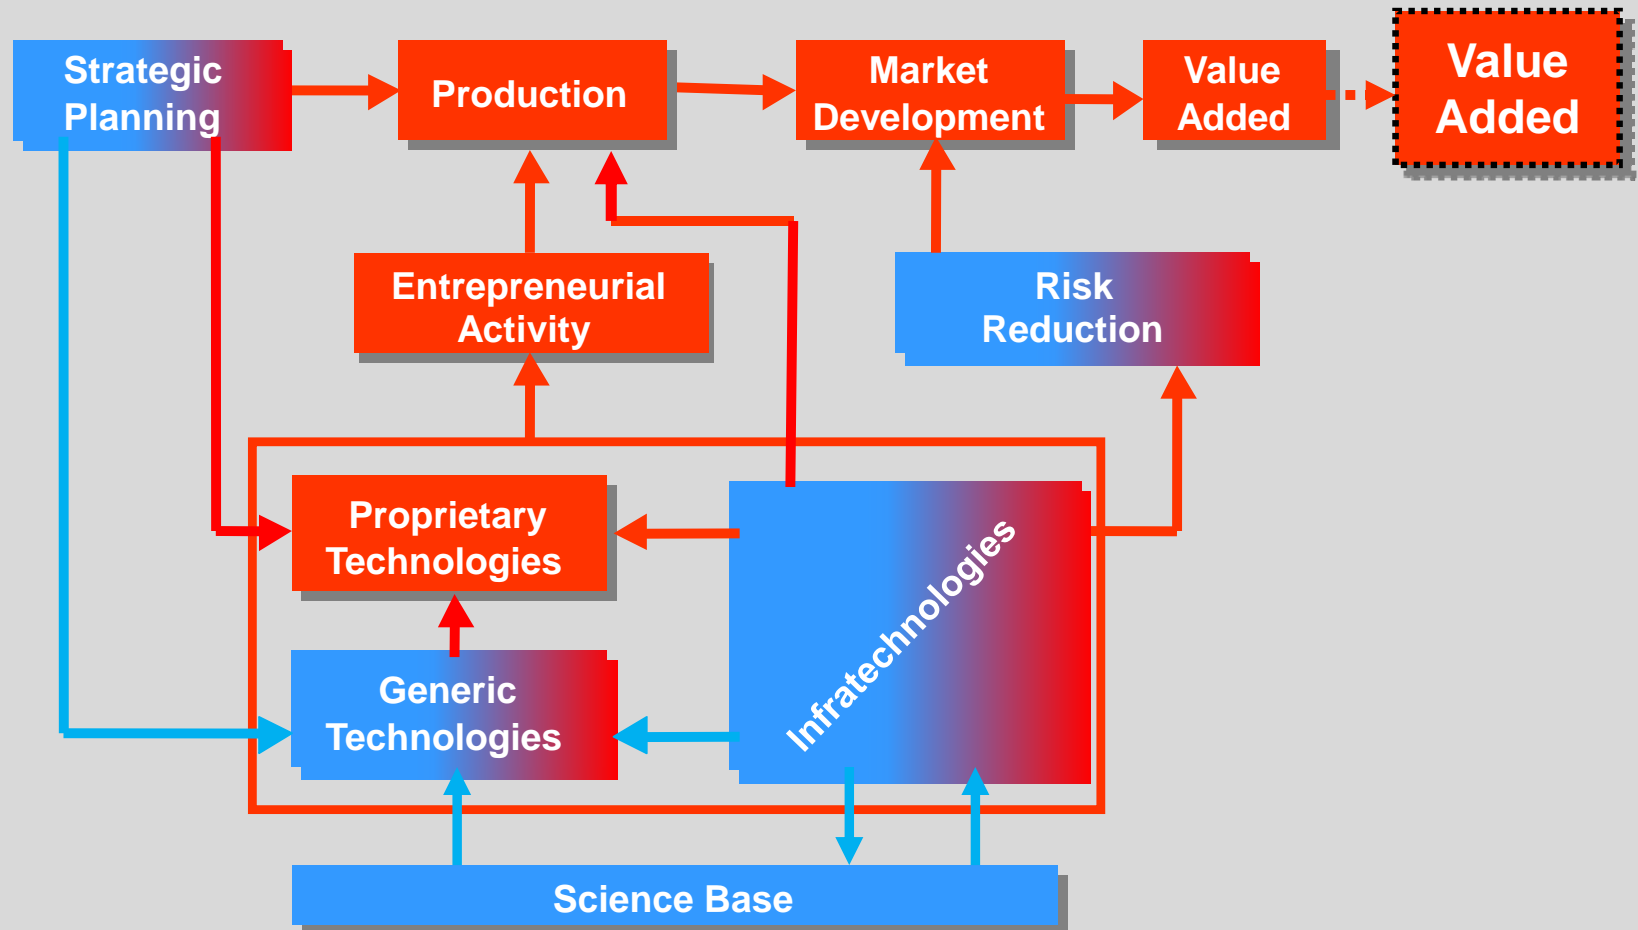 Strategic
Planning
Production
Market
Development
Value
Added
Value
Added
Entrepreneurial
Activity
Risk
Reduction
Proprietary
Technologies
Infratechnologies
Generic
Technologies
Science Base